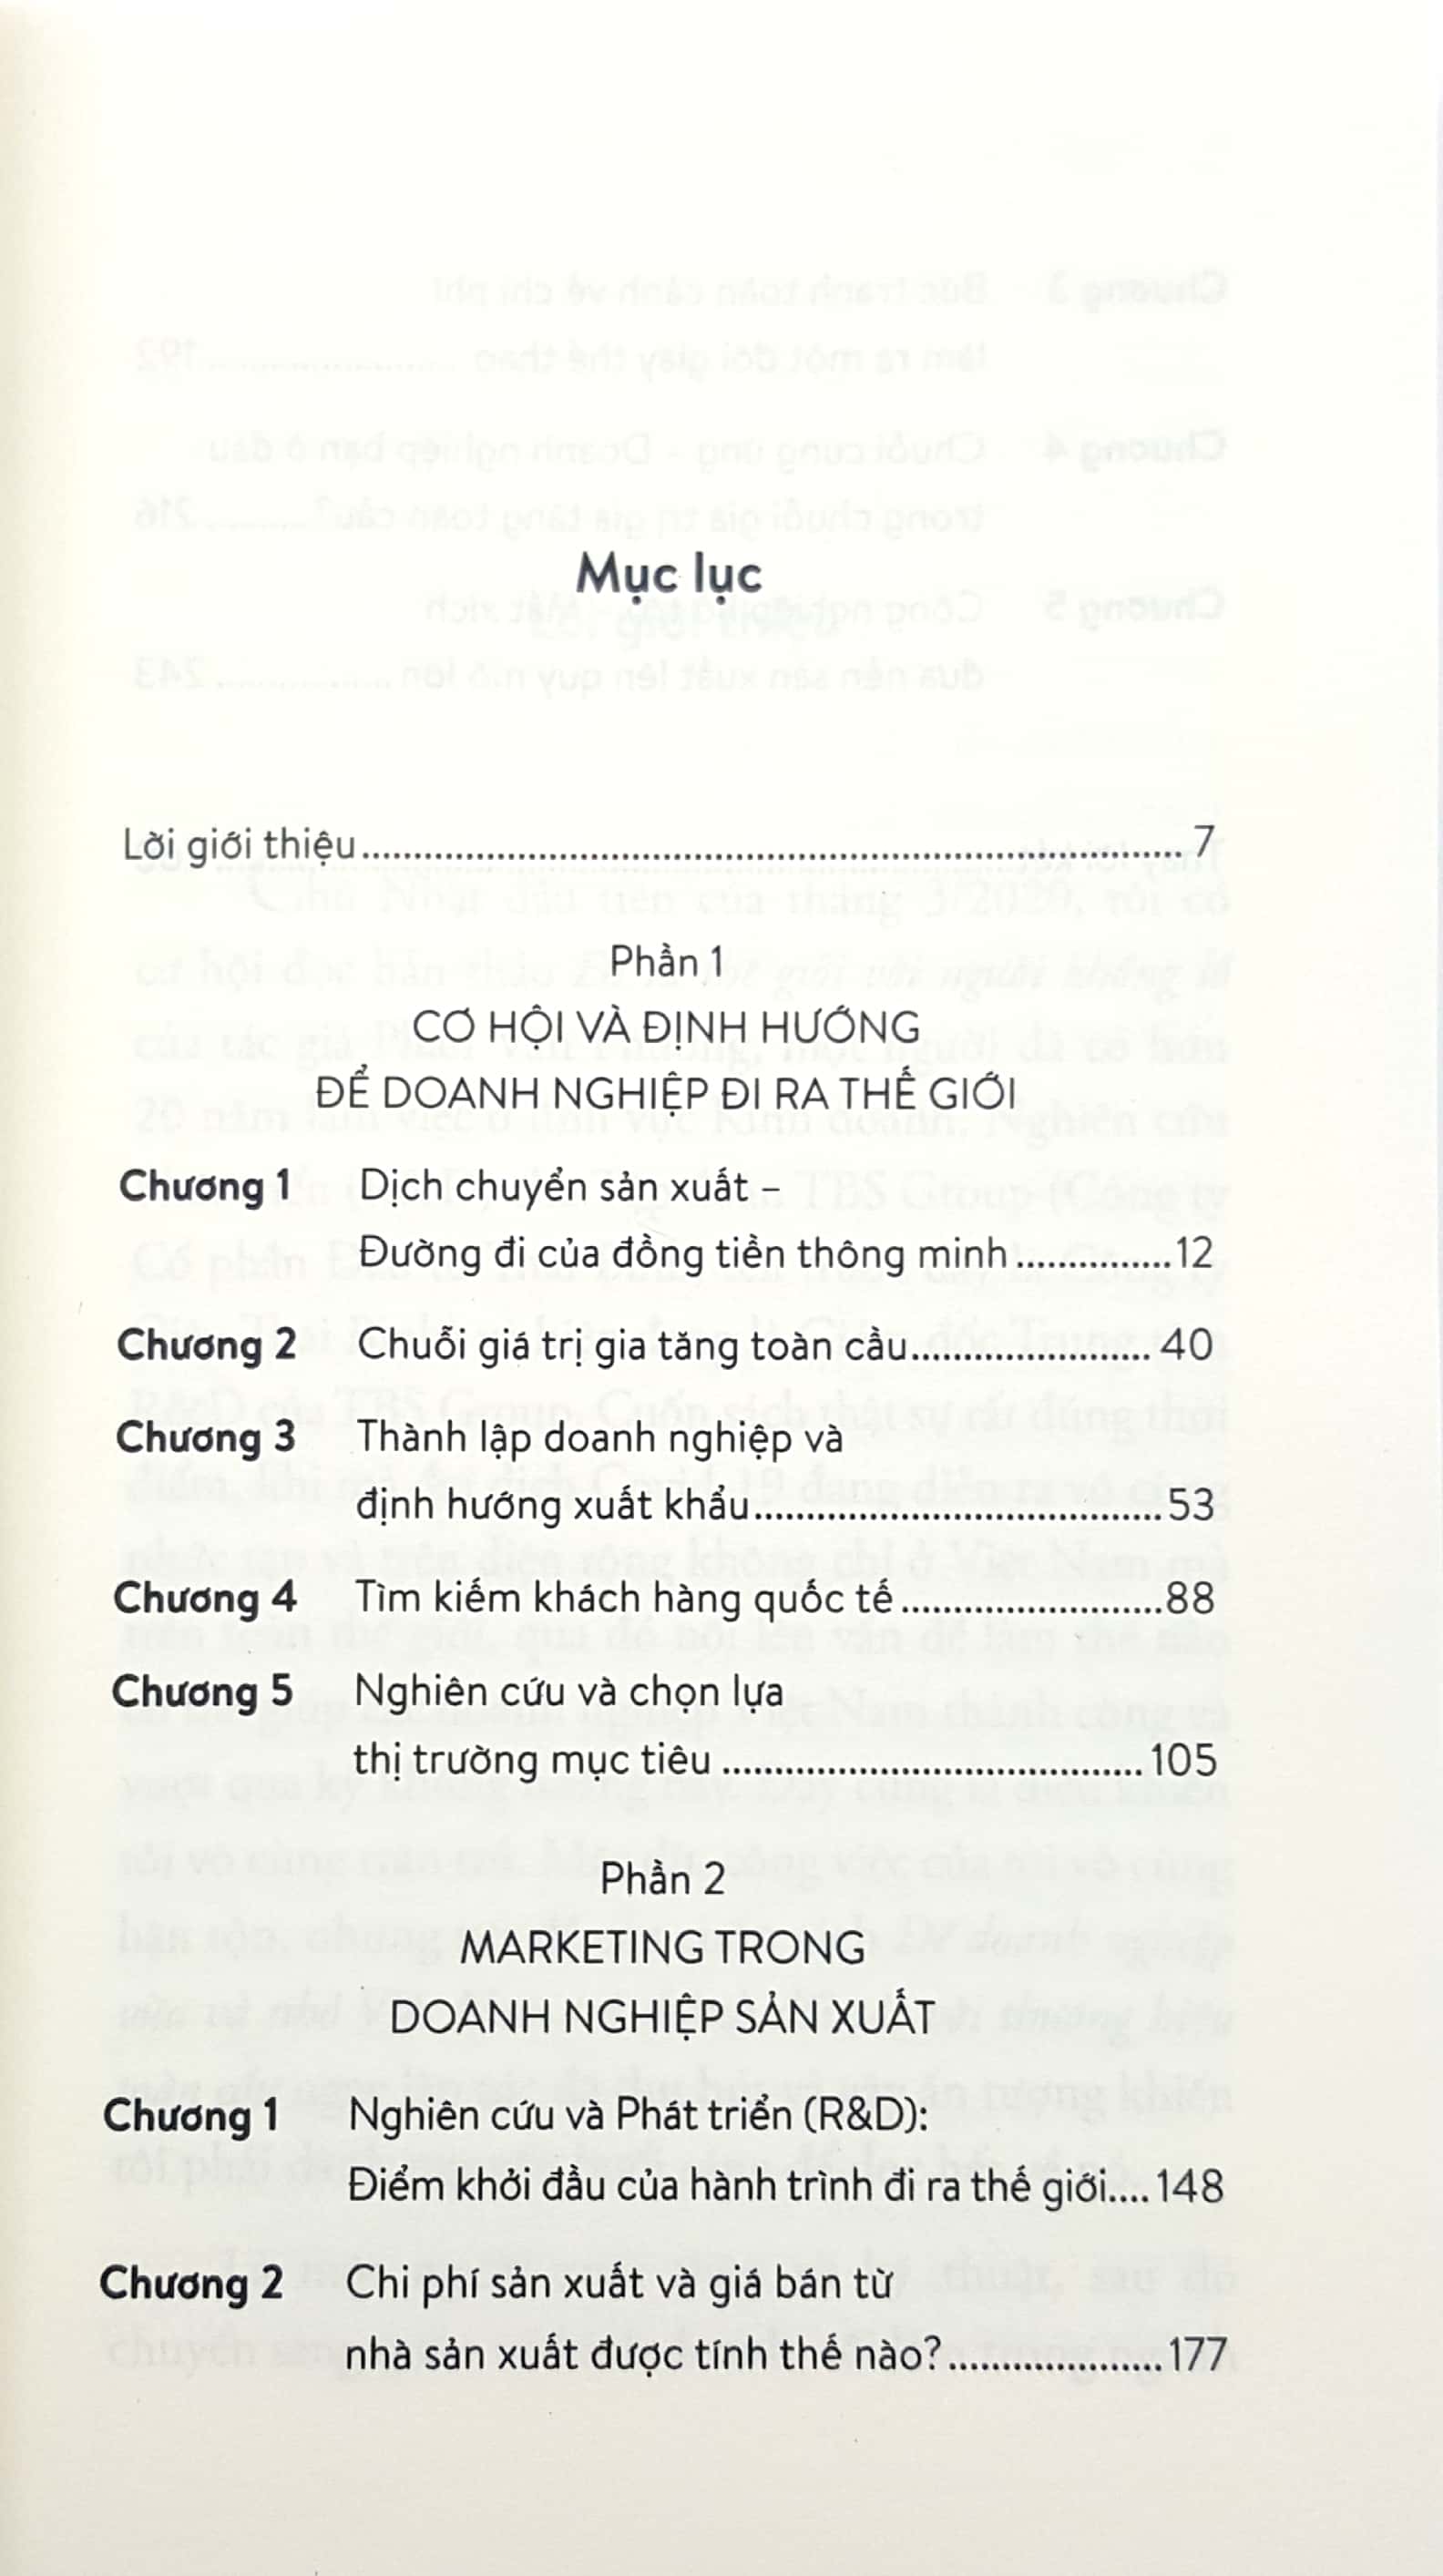 Mục lục
Lời giới thiệu 7
Phần 1
CƠ HỘI VÀ ĐỊNH HƯỚNG
ĐỂ DOANH NGHIỆP ĐI RA THẾ GIỚI
Chương 1 Dịch chuyển sản xuất –
Đường đi của đồng tiền thông minh 12
Chương 2 Chuỗi giá trị gia tăng toàn cầu 40
Chương 3 Thành lập doanh nghiệp và
định hướng xuất khẩu 53
Chương 4 Tìm kiếm khách hàng quốc tế 88
Chương 5 Nghiên cứu và chọn lựa
thị trường mục tiêu 105
Phần 2
MARKETING TRONG
DOANH NGHIỆP SẢN XUẤT
Chương 1 Nghiên cứu và Phát triển (R&D):
Điểm khởi đầu của hành trình đi ra thế giới.... 148
Chương 2 Chi phí sản xuất và giá bán từ
nhà sản xuất được tính thế nào? 177